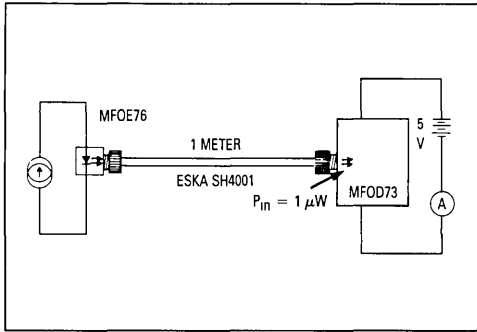 MFOE76
1 METER
ESKA SH4001
P_in = 1 μW
MFOD73
5
V
A